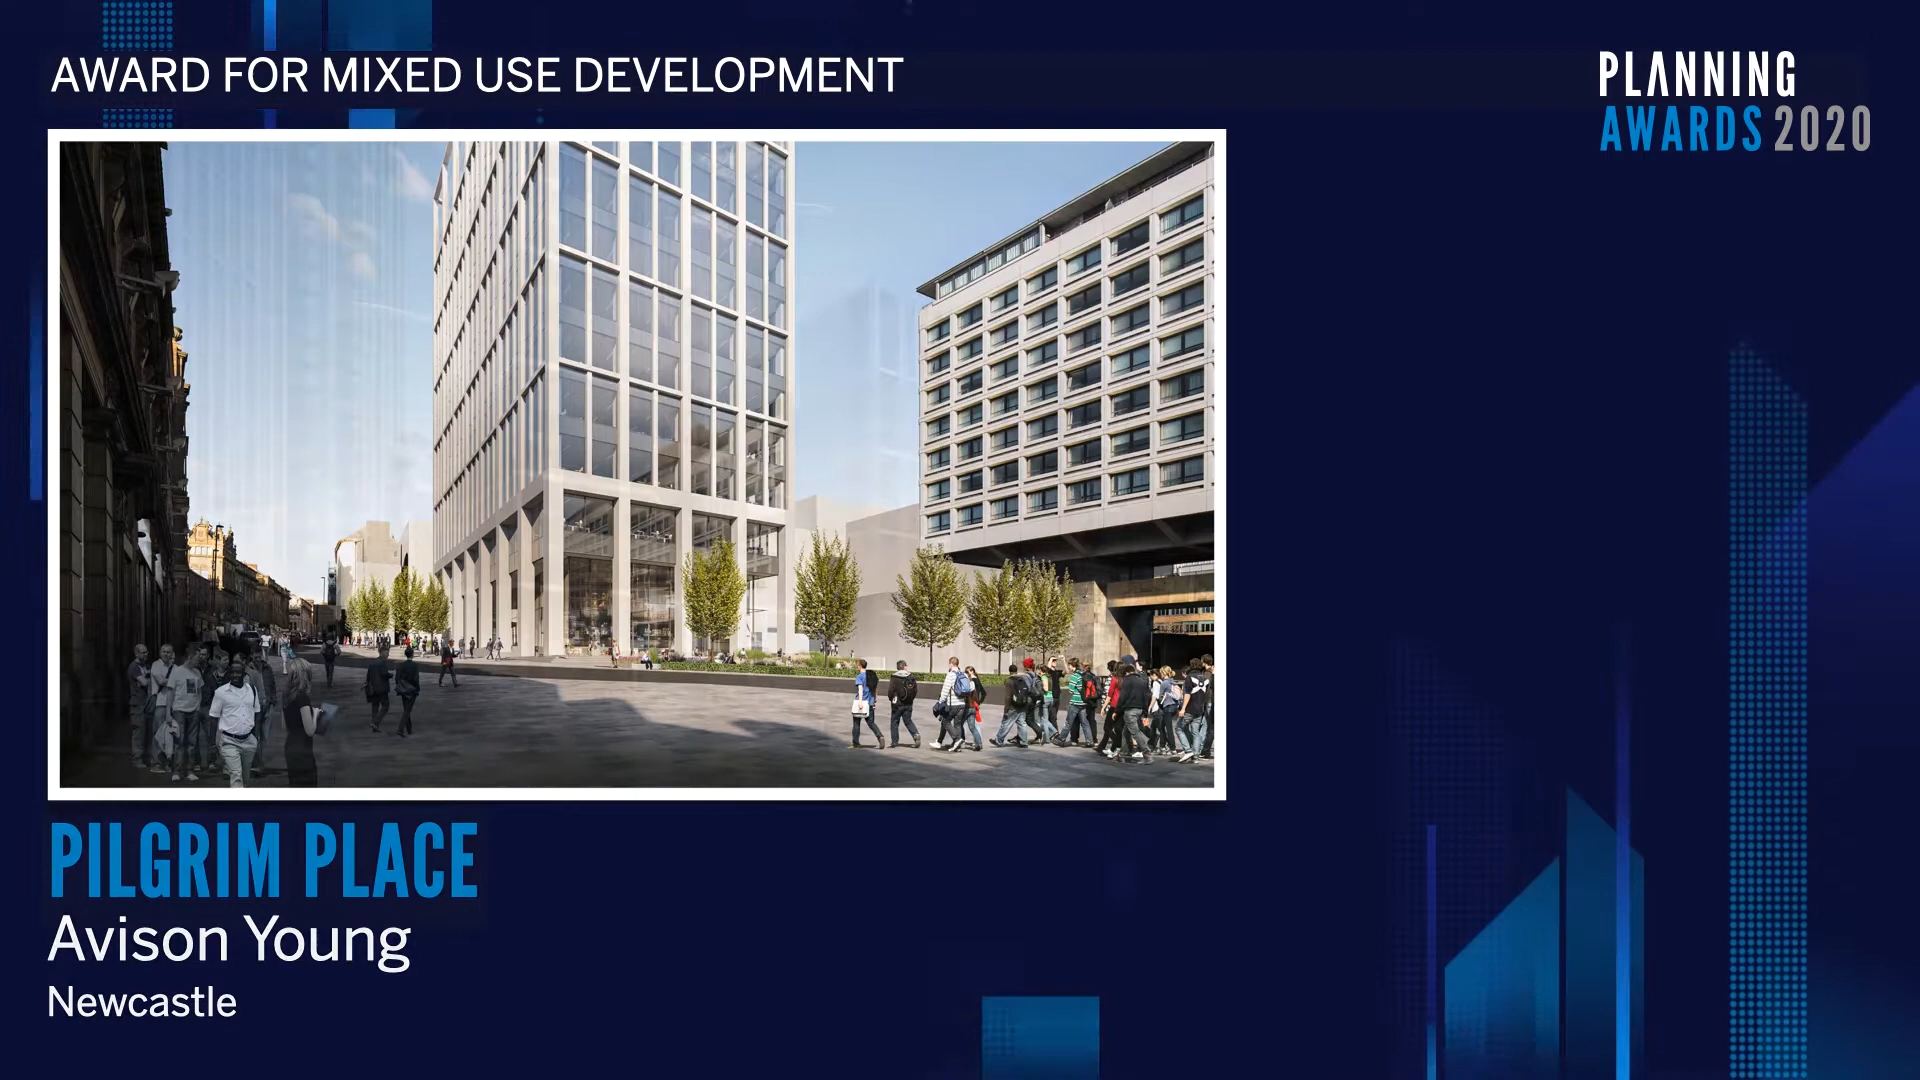 AWARD FOR MIXED USE DEVELOPMENT
PLANNING
AWARDS 2020
PILGRIM PLACE
Avison Young
Newcastle